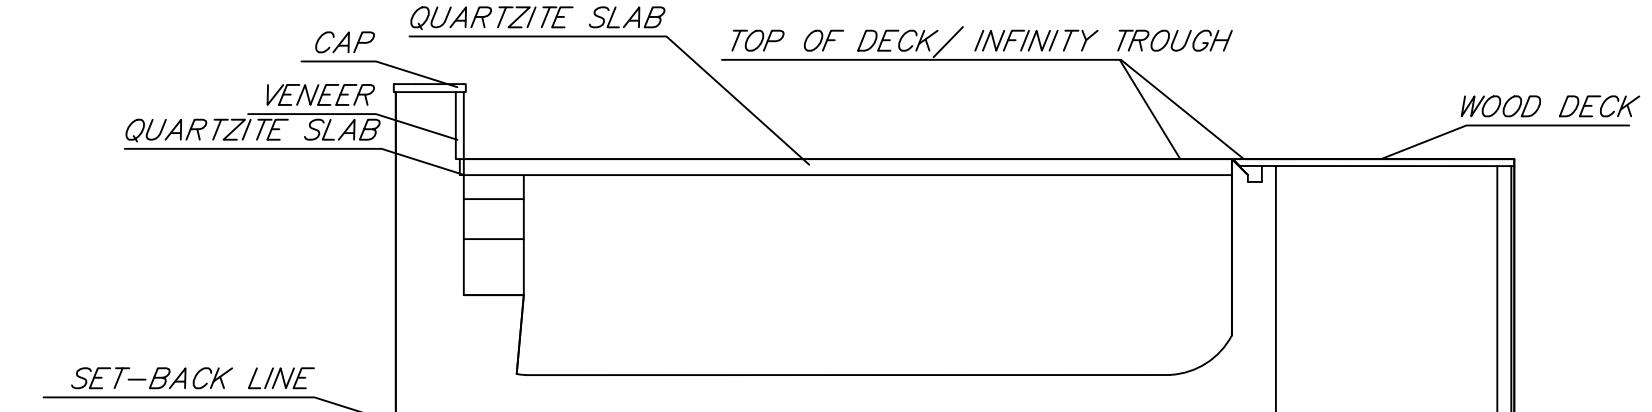 QUARTZITE SLAB
CAP
TOP OF DECK/ INFINITY TROUGH
VENEER
WOOD DECK
QUARTZITE SLAB
SET-BACK LINE